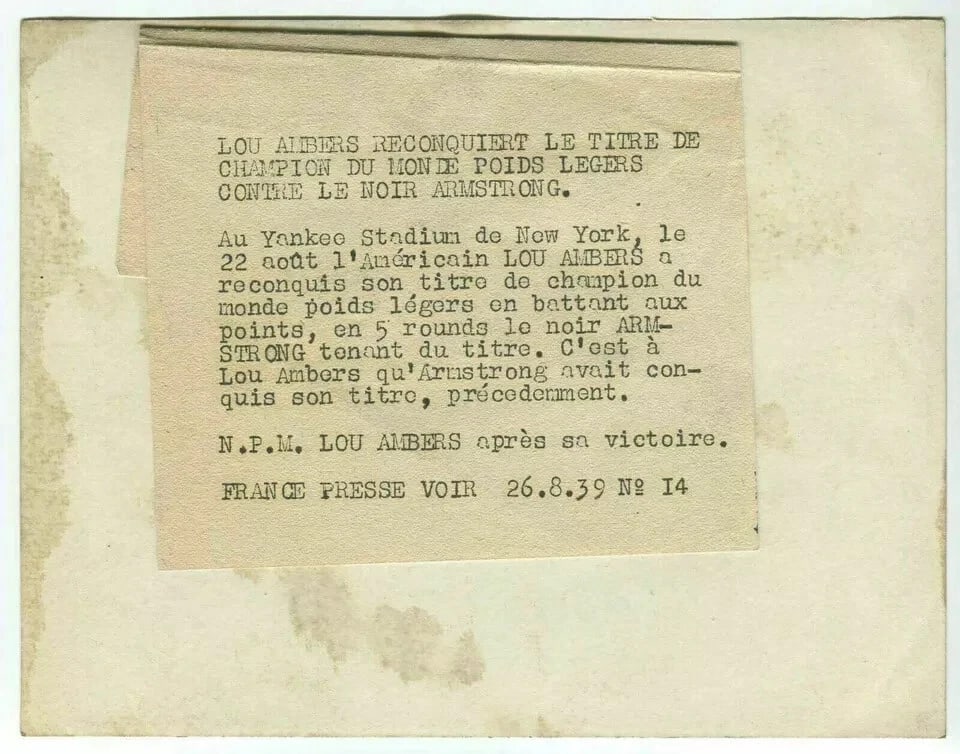 LOU AMBERS RECONQUIERT LE TITRE DE
CHAMPION DU MONDE POIDS LEGERS
CONTRE LE NOIR ARMSTRONG.
Au Yankee Stadium de New York, le
22 août l'Américain LOU AMBERS a
reconquis son titre de champion du
monde poids légers en battant aux
points, en 5 rounds le noir ARM-
STRONG tenant du titre. C'est à
Lou Ambers qu'Armstrong avait con-
quis son titre, précedemment.
N.P.M. LOU AMBERS après sa victoire.
FRANCE PRESSE VOIR 26.8.39 Nº I4